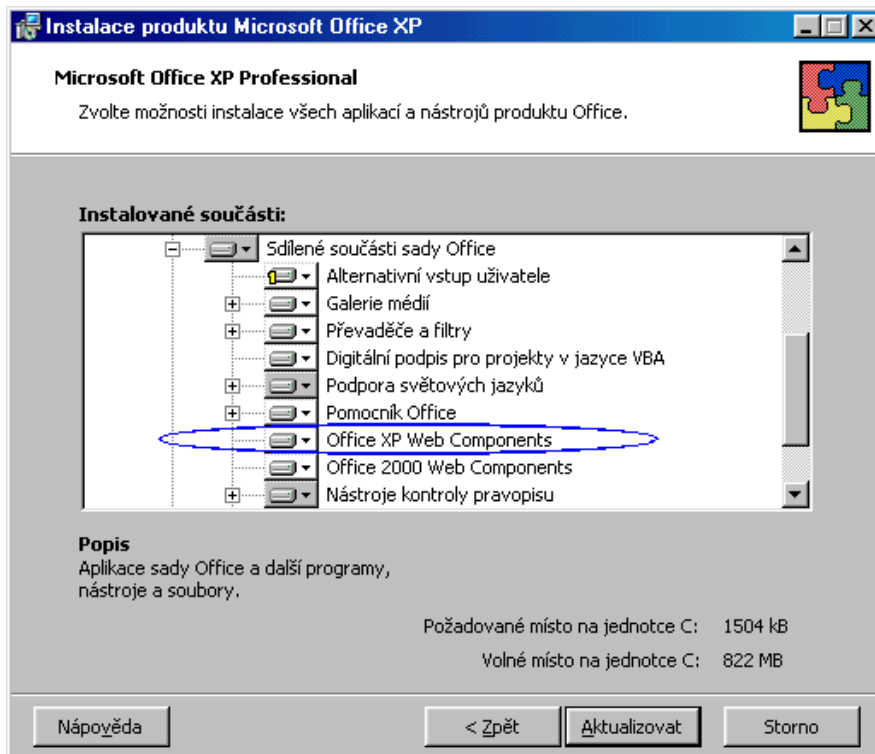 Instalace produktu Microsoft Office XP
Microsoft Office XP Professional
Zvolte možnosti instalace všech aplikací a nástrojů produktu Office.
Instalované součásti:
Sdílené součásti sady Office
Alternativní vstup uživatele
Galerie médií
Převaděče a filtry
Digitální podpis pro projekty v jazyce VBA
Podpora světových jazyků
Pomocník Office
Office XP Web Components
Office 2000 Web Components
Nástroje kontroly pravopisu
Popis
Aplikace sady Office a další programy,
nástroje a soubory.
Požadované místo na jednotce C: 1504 kB
Volné místo na jednotce C: 822 MB
Nápověda < Zpět Aktualizovat Storno